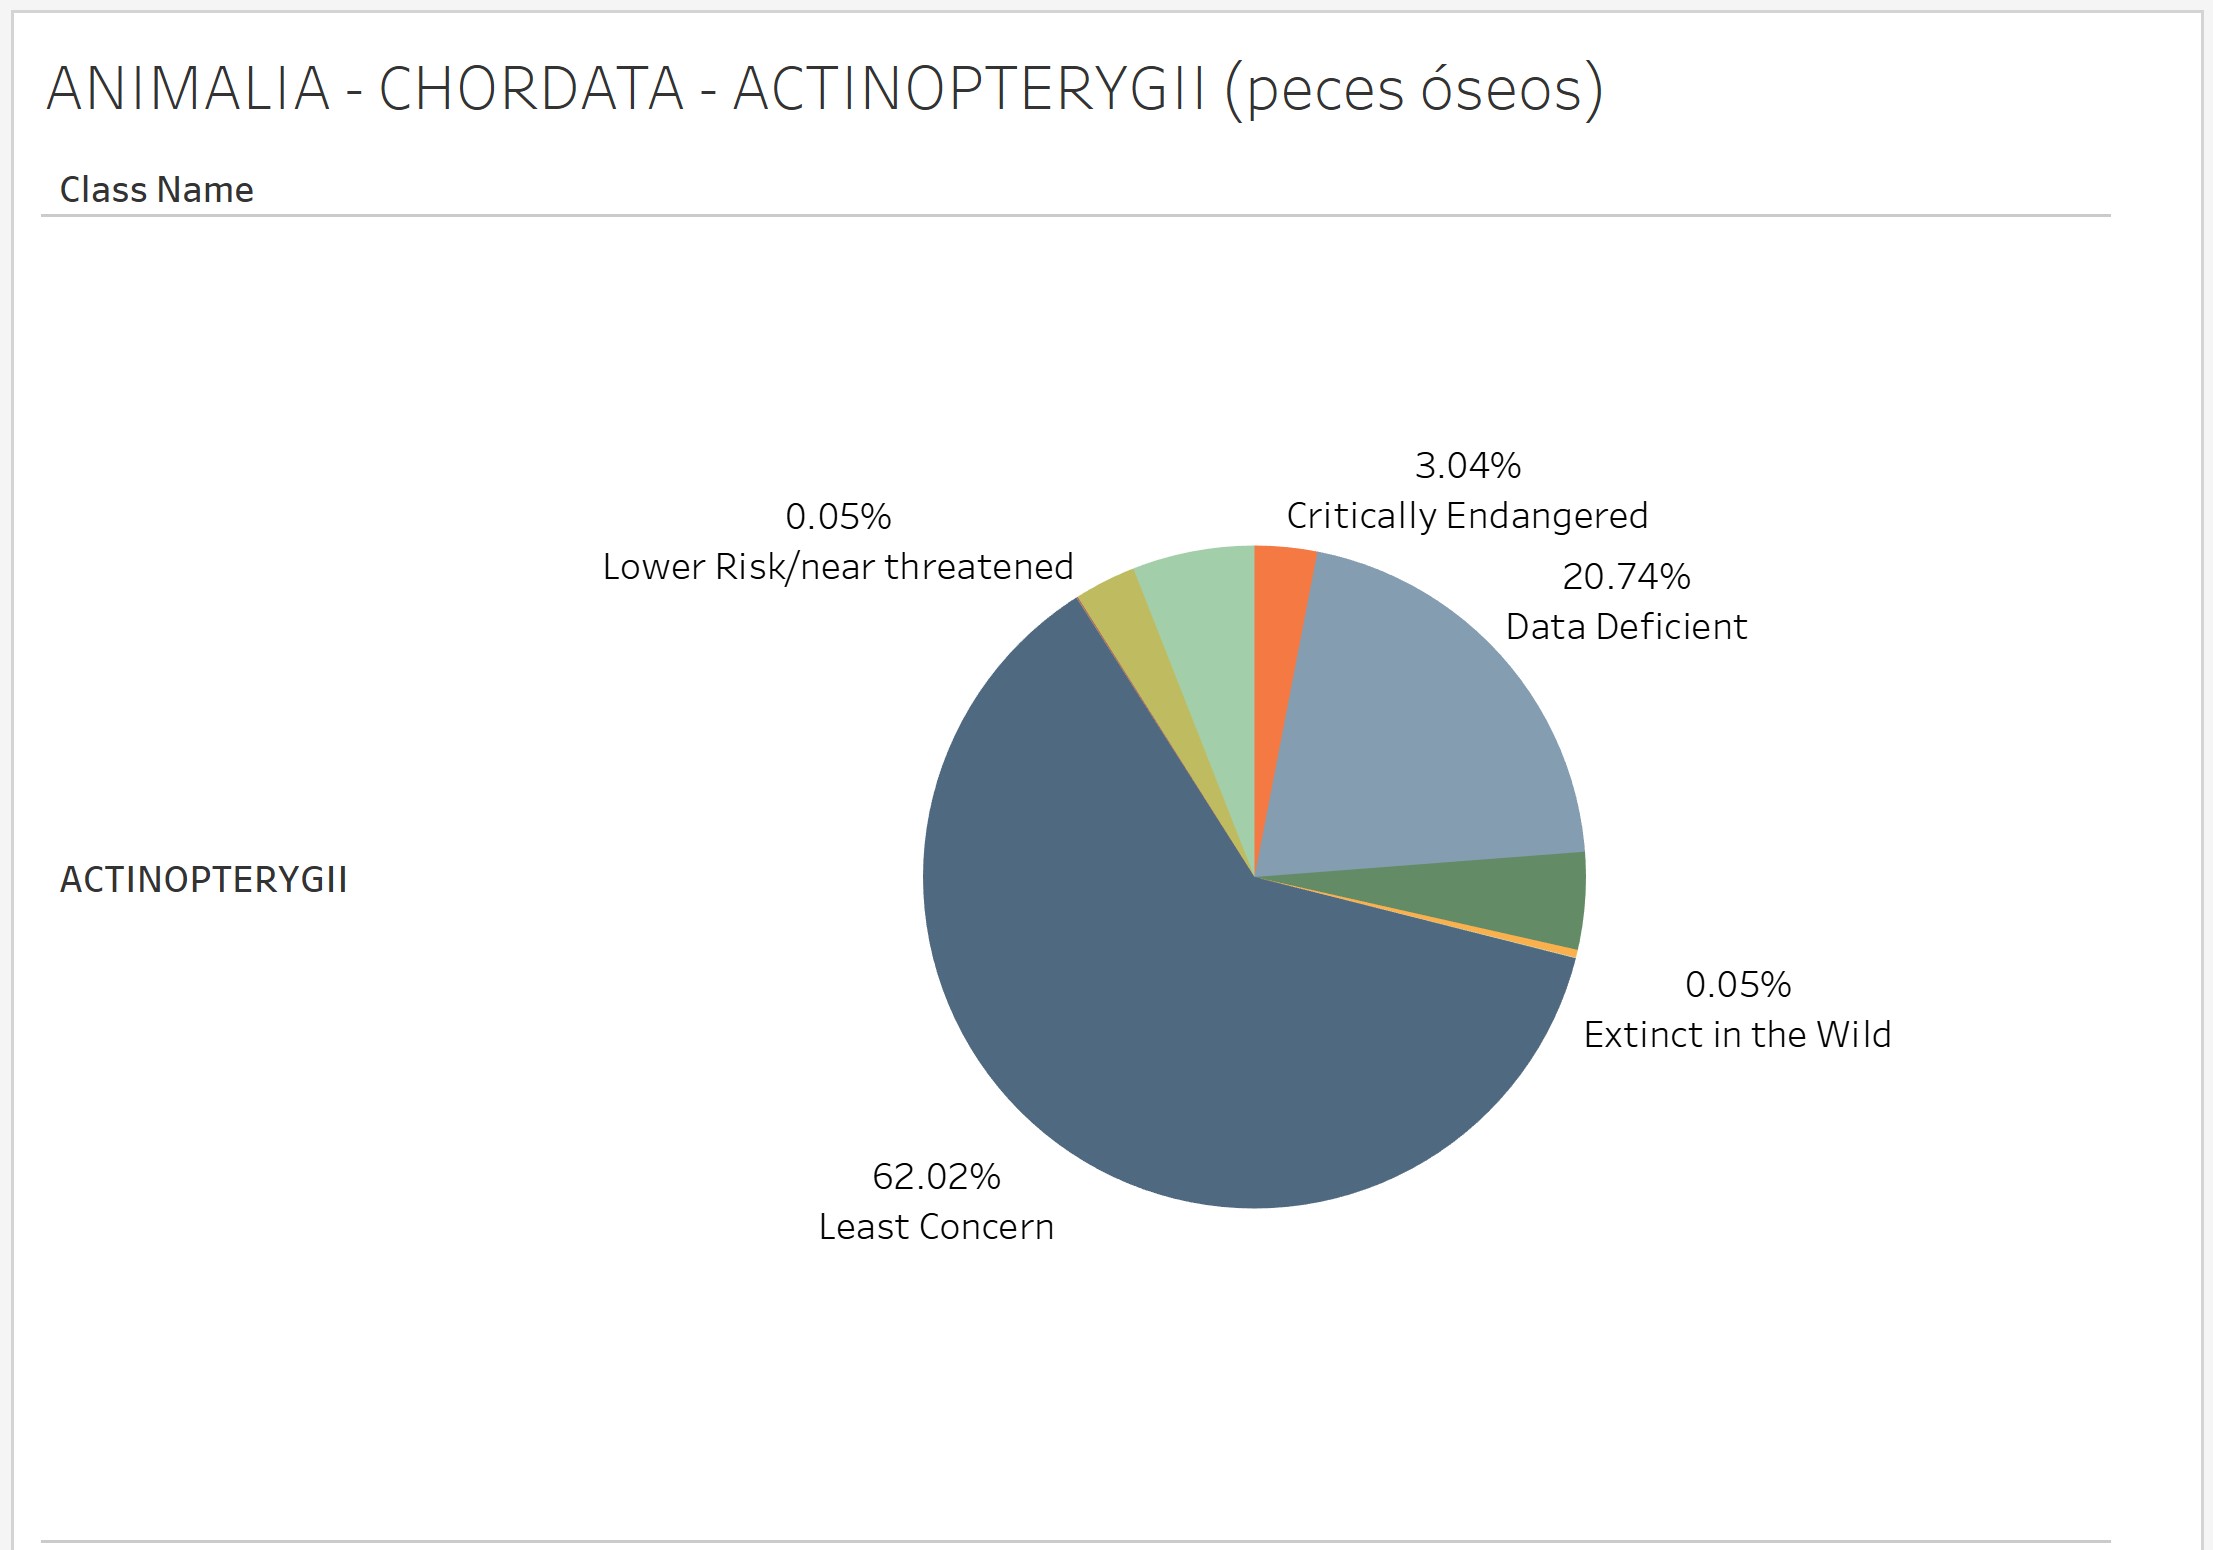 ANIMALIA - CHORDATA - ACTINOPTERYGII (peces óseos)
Class Name
3.04%
Critically Endangered
0.05%
Lower Risk/near threatened
20.74%
Data Deficient
ACTINOPTERYGII
0.05%
Extinct in the Wild
62.02%
Least Concern